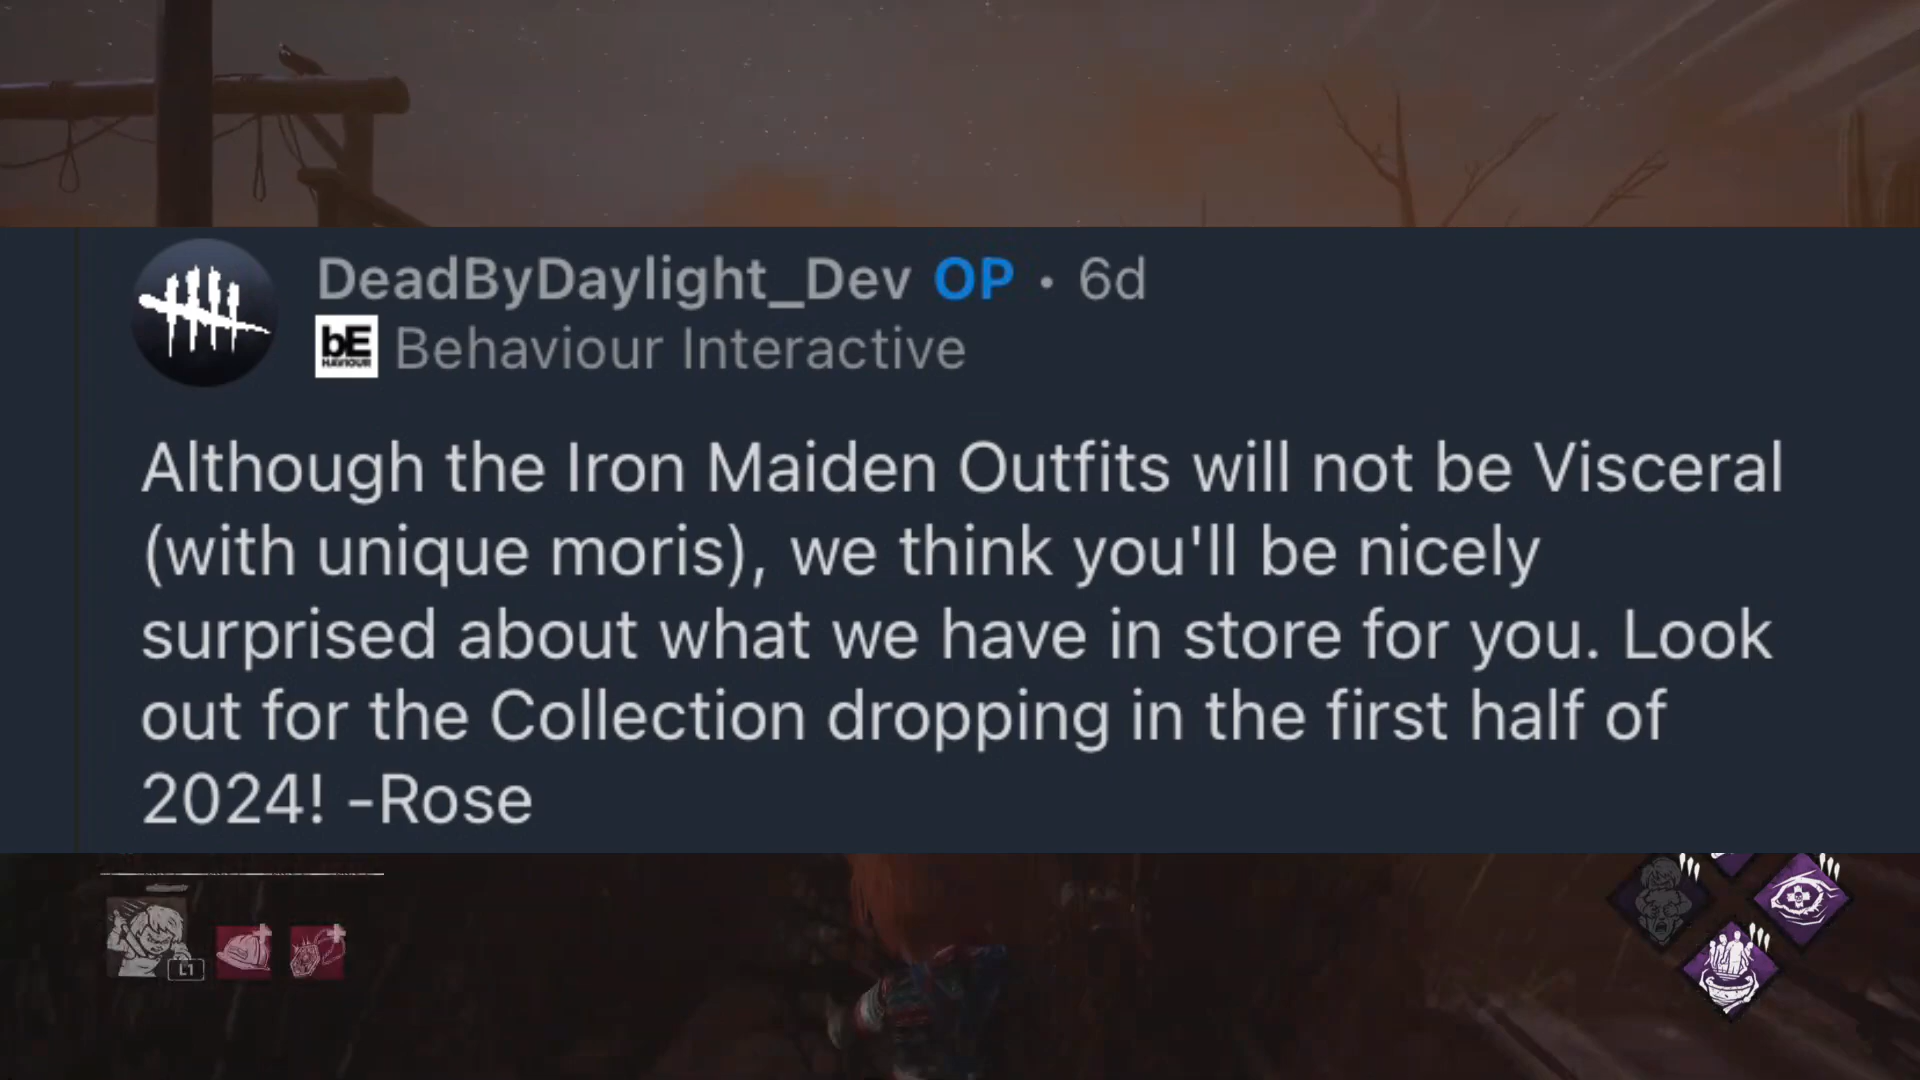 DeadByDaylight_Dev OP • 6d
bE
HAVIOUR
Behaviour Interactive
Although the Iron Maiden Outfits will not be Visceral
(with unique moris), we think you'll be nicely
surprised about what we have in store for you. Look
out for the Collection dropping in the first half of
2024! -Rose
L1